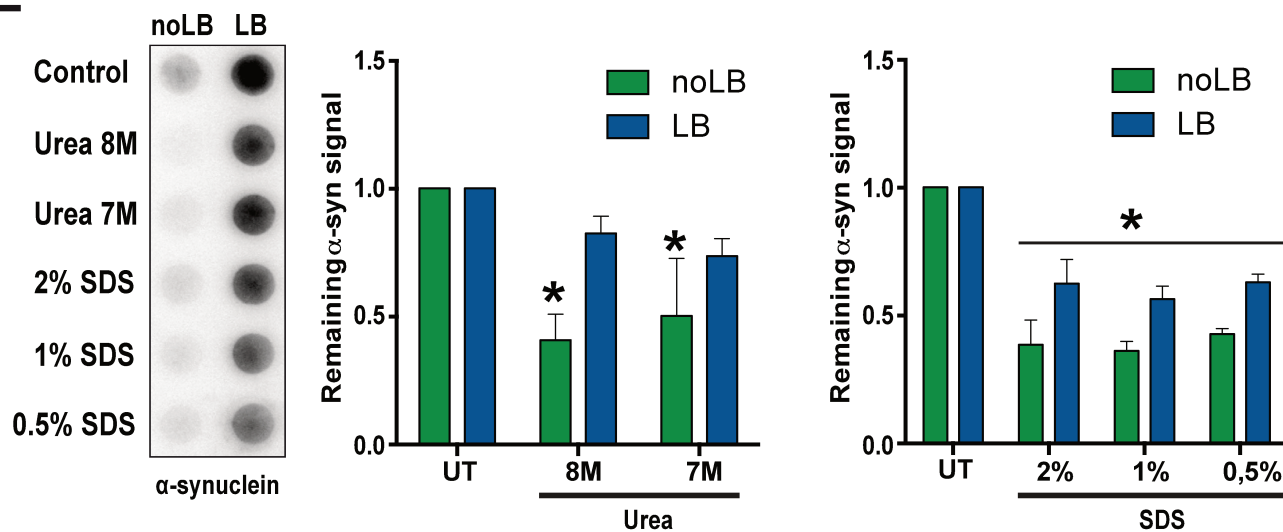 noLB LB
Control
Urea 8M
Urea 7M
2% SDS
1% SDS
0.5% SDS
α-synuclein
Remaining α-syn signal
1.5
1.0
0.5
0.0
noLB
LB
*
*
UT 8M 7M
Urea
Remaining α-syn signal
1.5
1.0
0.5
0.0
noLB
LB
*
UT 2% 1% 0,5%
SDS